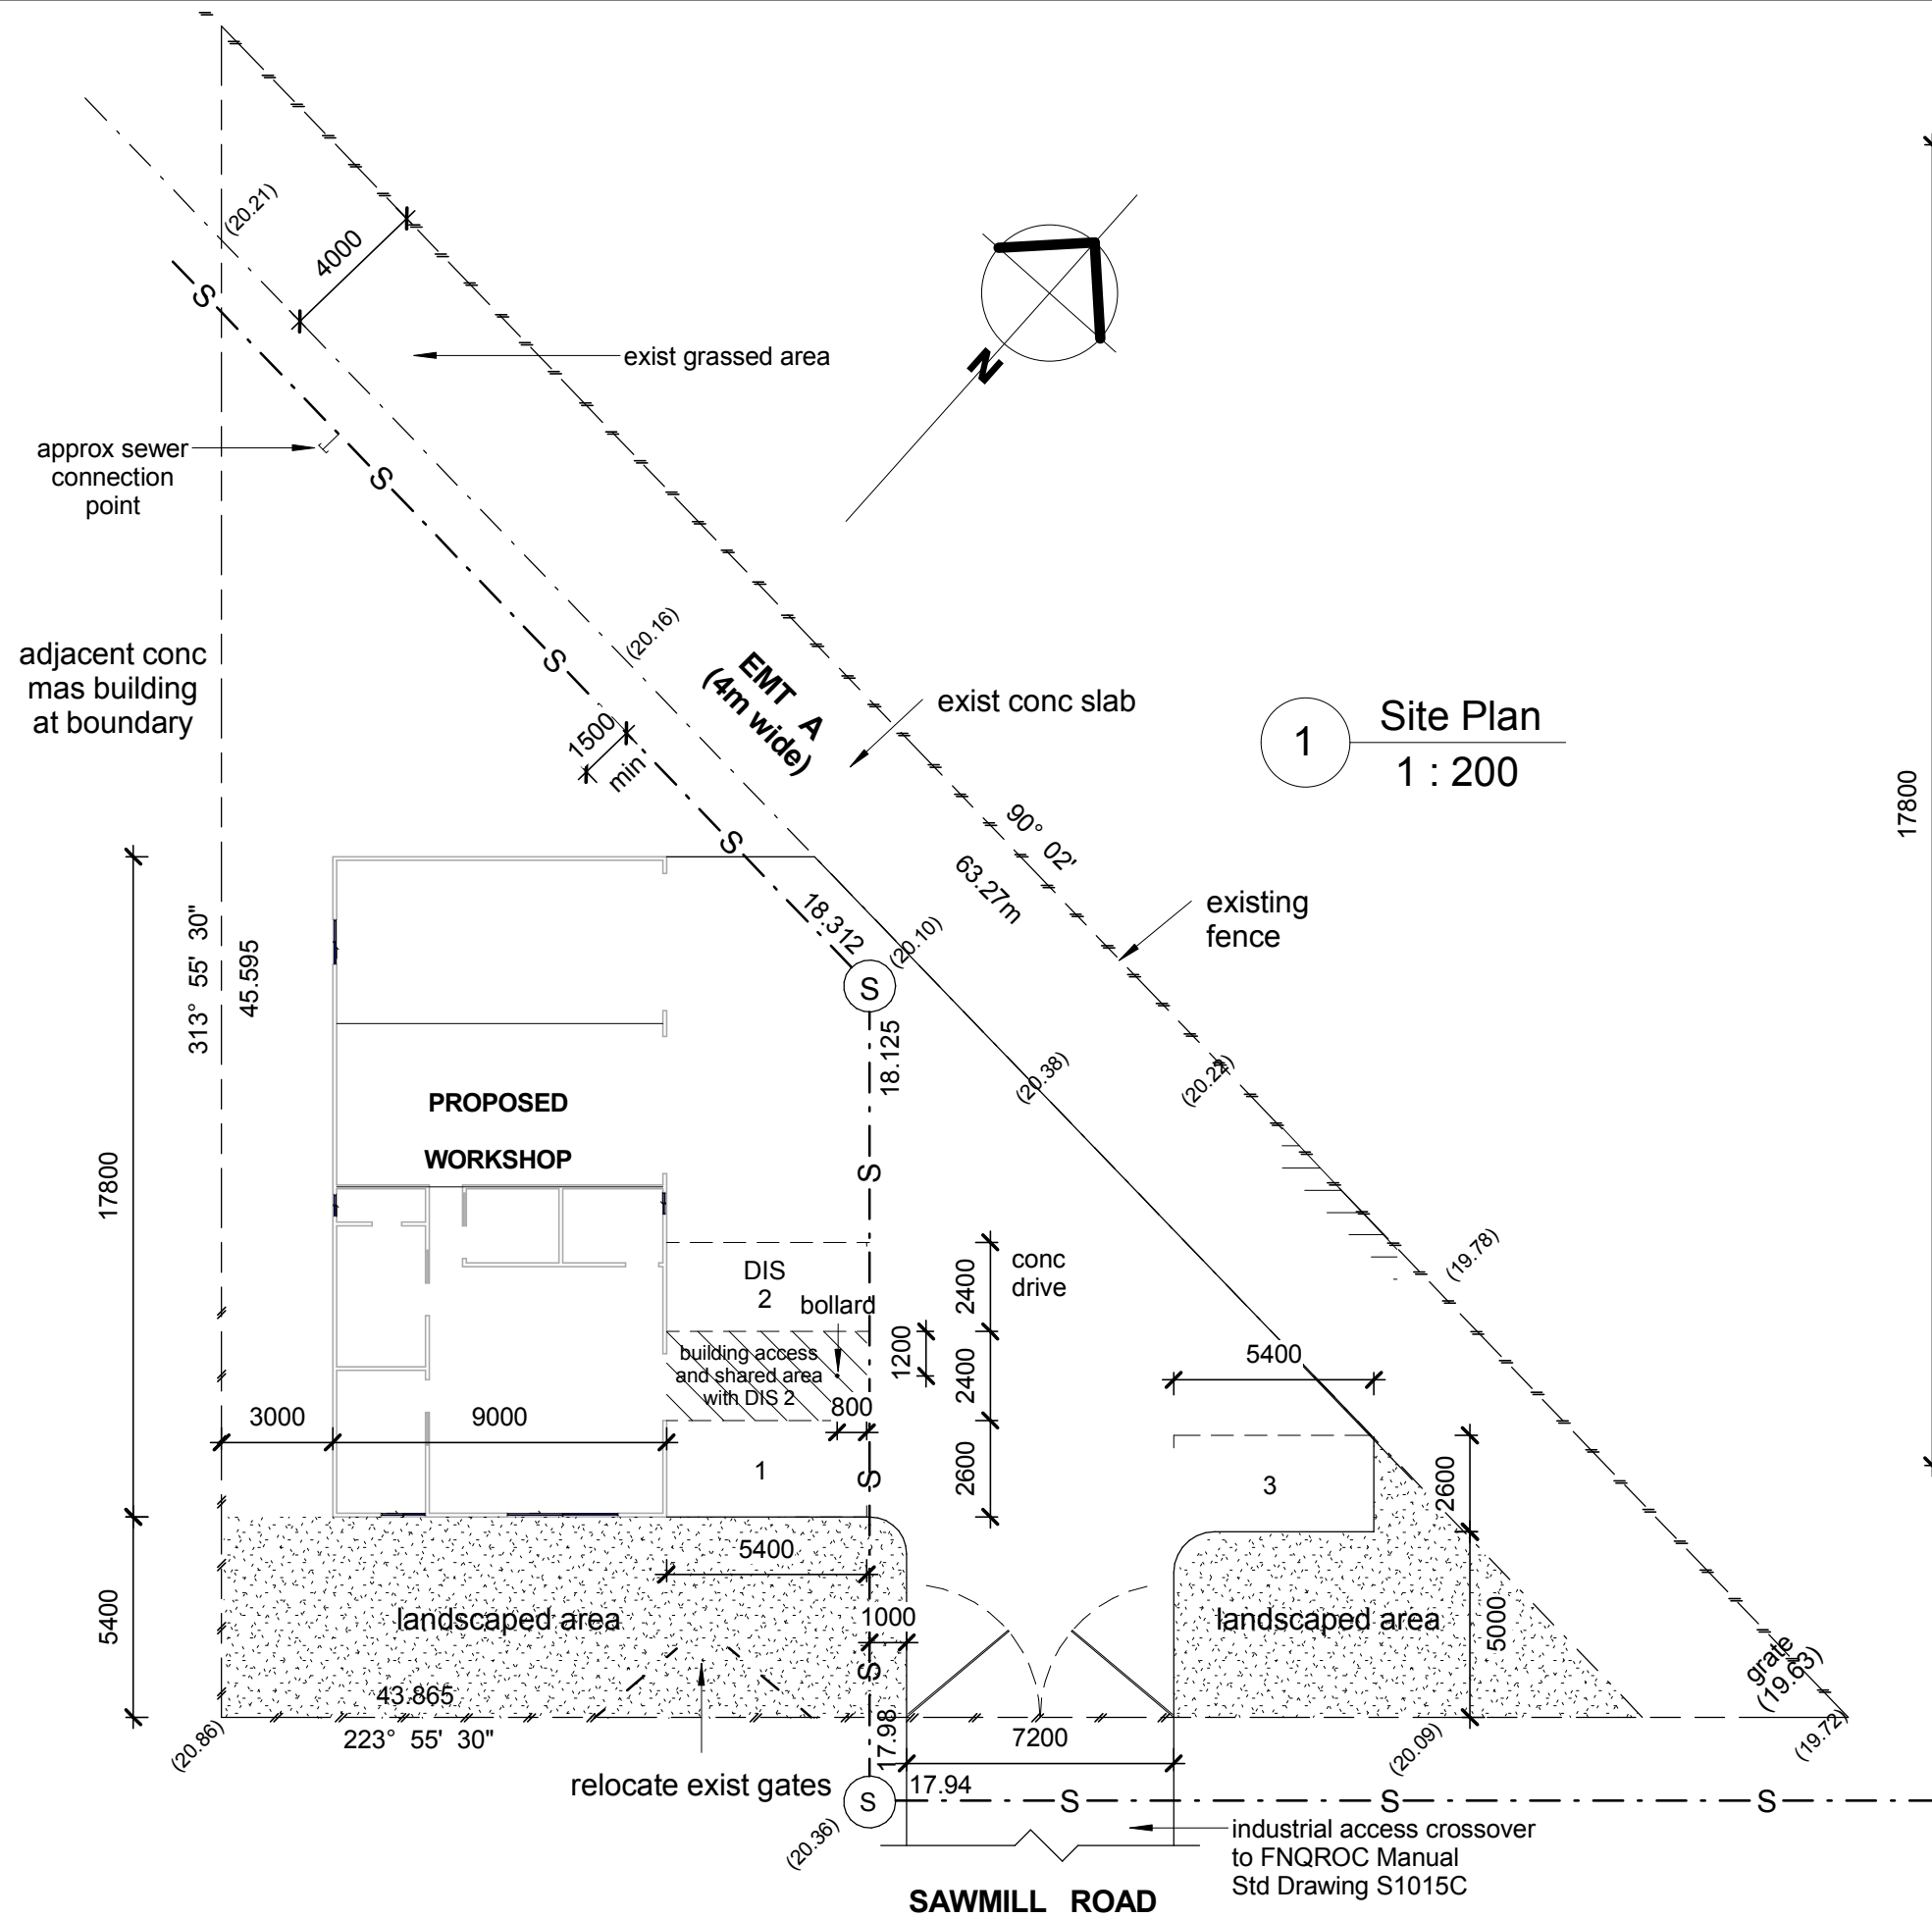 (20.21)
4000
N
S
exist grassed area
approx sewer
connection
point
S
17800
(20.16)
adjacent conc
mas building
at boundary
S
EMT A
(4m wide)
exist conc slab
1
Site Plan
1 : 200
1500
min
90° 02'
63.27m
S
existing
fence
18.312
(20.10)
313° 55' 30"
45.595
S
18.125
(20.38)
(20.22)
PROPOSED
WORKSHOP
17800
S
(19.78)
DIS
2
bollard
2400
conc
drive
building access
and shared area
with DIS 2
1200
2400
5400
800
3000
9000
1
S
2600
3
2600
5400
5400
landscaped area
1000
landscaped area
5000
S
grate
(19.63)
43.865
(20.86)
223° 55' 30"
17.98
7200
(20.09)
(19.72)
relocate exist gates
S
17.94
S
S
S
(20.36)
industrial access crossover
to FNQROC Manual
Std Drawing S1015C
SAWMILL ROAD